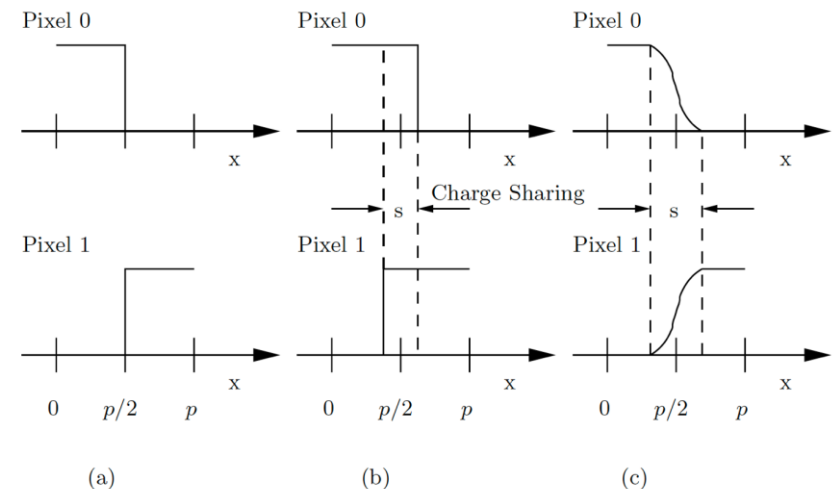 Pixel 0 Pixel 0 Pixel 0
x x x
s Charge Sharing s
Pixel 1 Pixel 1 Pixel 1
x x x
0 p/2 p 0 p/2 p 0 p/2 p
(a) (b) (c)